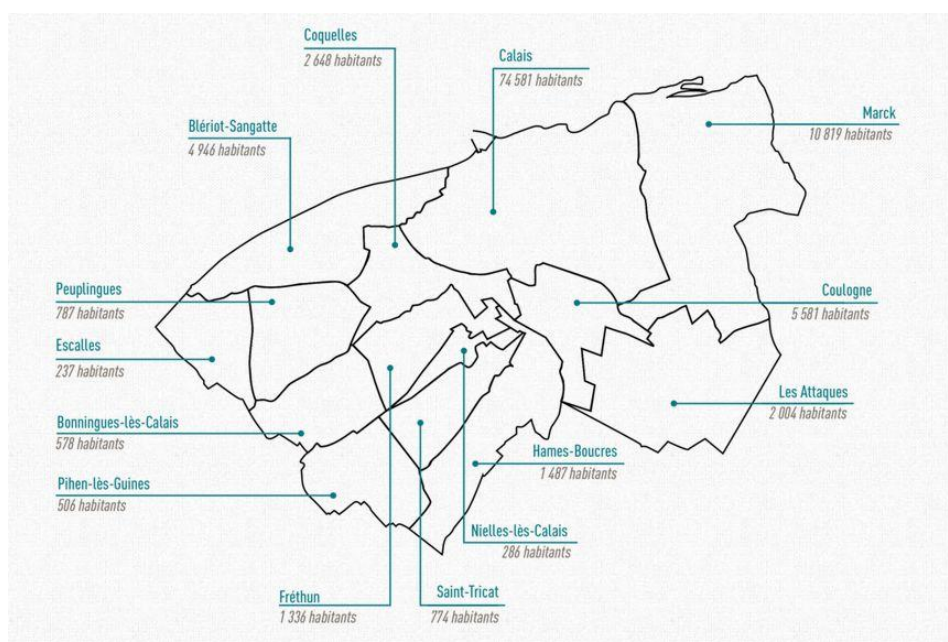 Coquelles
2 648 habitants
Calais
74 581 habitants
Marck
10 819 habitants
Blériot-Sangatte
4 946 habitants
Peuplingues
787 habitants
Coulogne
5 581 habitants
Escalles
237 habitants
Les Attaques
2 004 habitants
Bonningues-lès-Calais
578 habitants
Hames-Boucres
1 487 habitants
Pihen-lès-Guines
506 habitants
Nielles-lès-Calais
286 habitants
Fréthun
1 336 habitants
Saint-Tricat
774 habitants